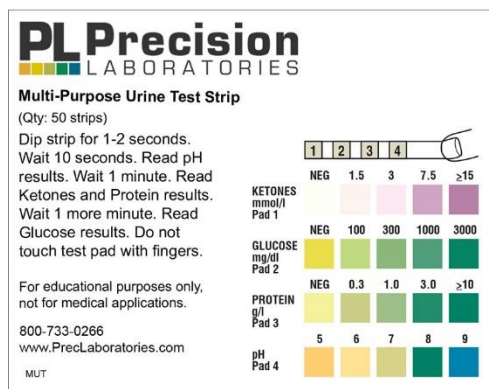 PL Precision
LABORATORIES
Multi-Purpose Urine Test Strip
(Qty: 50 strips)
Dip strip for 1-2 seconds.
Wait 10 seconds. Read pH
results. Wait 1 minute. Read
Ketones and Protein results.
Wait 1 more minute. Read
Glucose results. Do not
touch test pad with fingers.
For educational purposes only,
not for medical applications.
800-733-0266
www.PrecLaboratories.com
MUT
1 2 3 4
NEG 1.5 3 7.5 ≥15
KETONES
mmol/l
Pad 1
NEG 100 300 1000 3000
GLUCOSE
mg/dl
Pad 2
NEG 0.3 1.0 3.0 ≥10
PROTEIN
g/l
Pad 3
5 6 7 8 9
pH
Pad 4